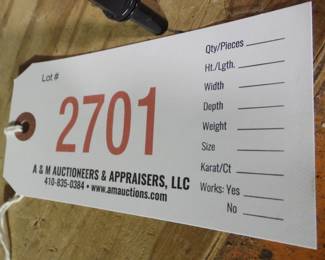 Lot #
2701
A & M AUCTIONEERS & APPRAISERS, LLC
410-835-0384 • www.amauctions.com
Qty/Pieces
Ht./Lgth.
Width
Depth
Weight
Size
Karat/Ct
Works: Yes
No